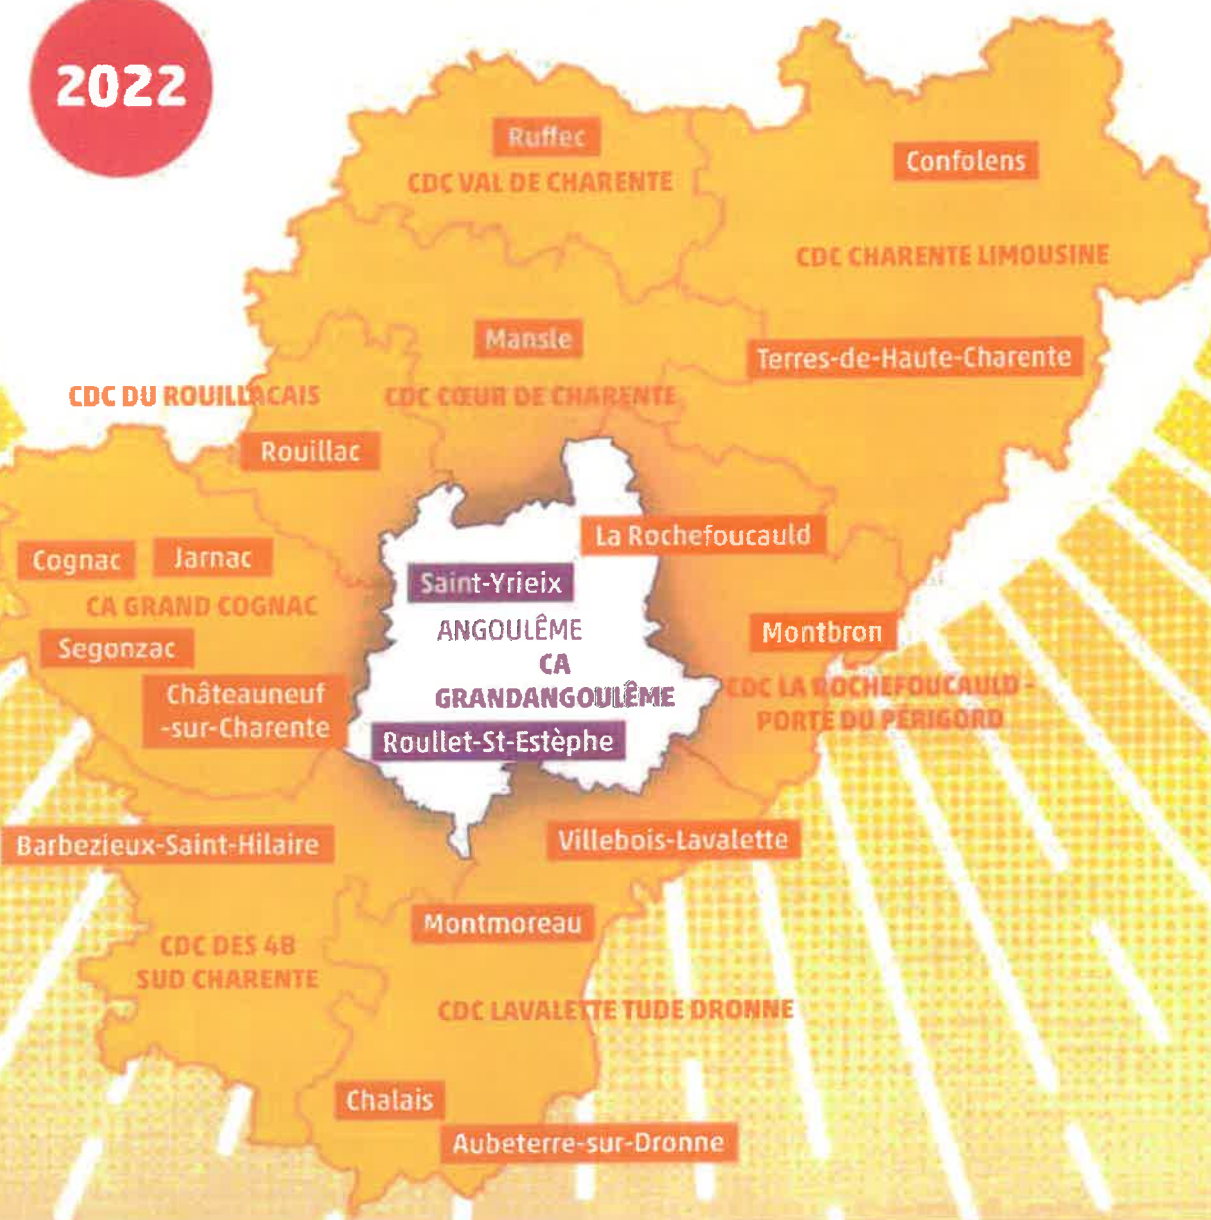 2022
Ruffec
CDC VAL DE CHARENTE
Confolens
CDC CHARENTE LIMOUSINE
Mansle
Terres-de-Haute-Charente
CDC DU ROUILLACAIS
CDC CŒUR DE CHARENTE
Rouillac
La Rochefoucauld
Cognac
Jarnac
Saint-Yrieix
CA GRAND COGNAC
ANGOULÊME
Montbron
Segonzac
CA
GRANDANGOULÊME
Châteauneuf
-sur-Charente
CDC LA ROCHEFOUCAULD -
PORTE DU PÉRIGORD
Roullet-St-Estèphe
Barbezieux-Saint-Hilaire
Villebois-Lavalette
Montmoreau
CDC DES 4B
SUD CHARENTE
CDC LAVALETTE TUDE DRONNE
Chalais
Aubeterre-sur-Dronne